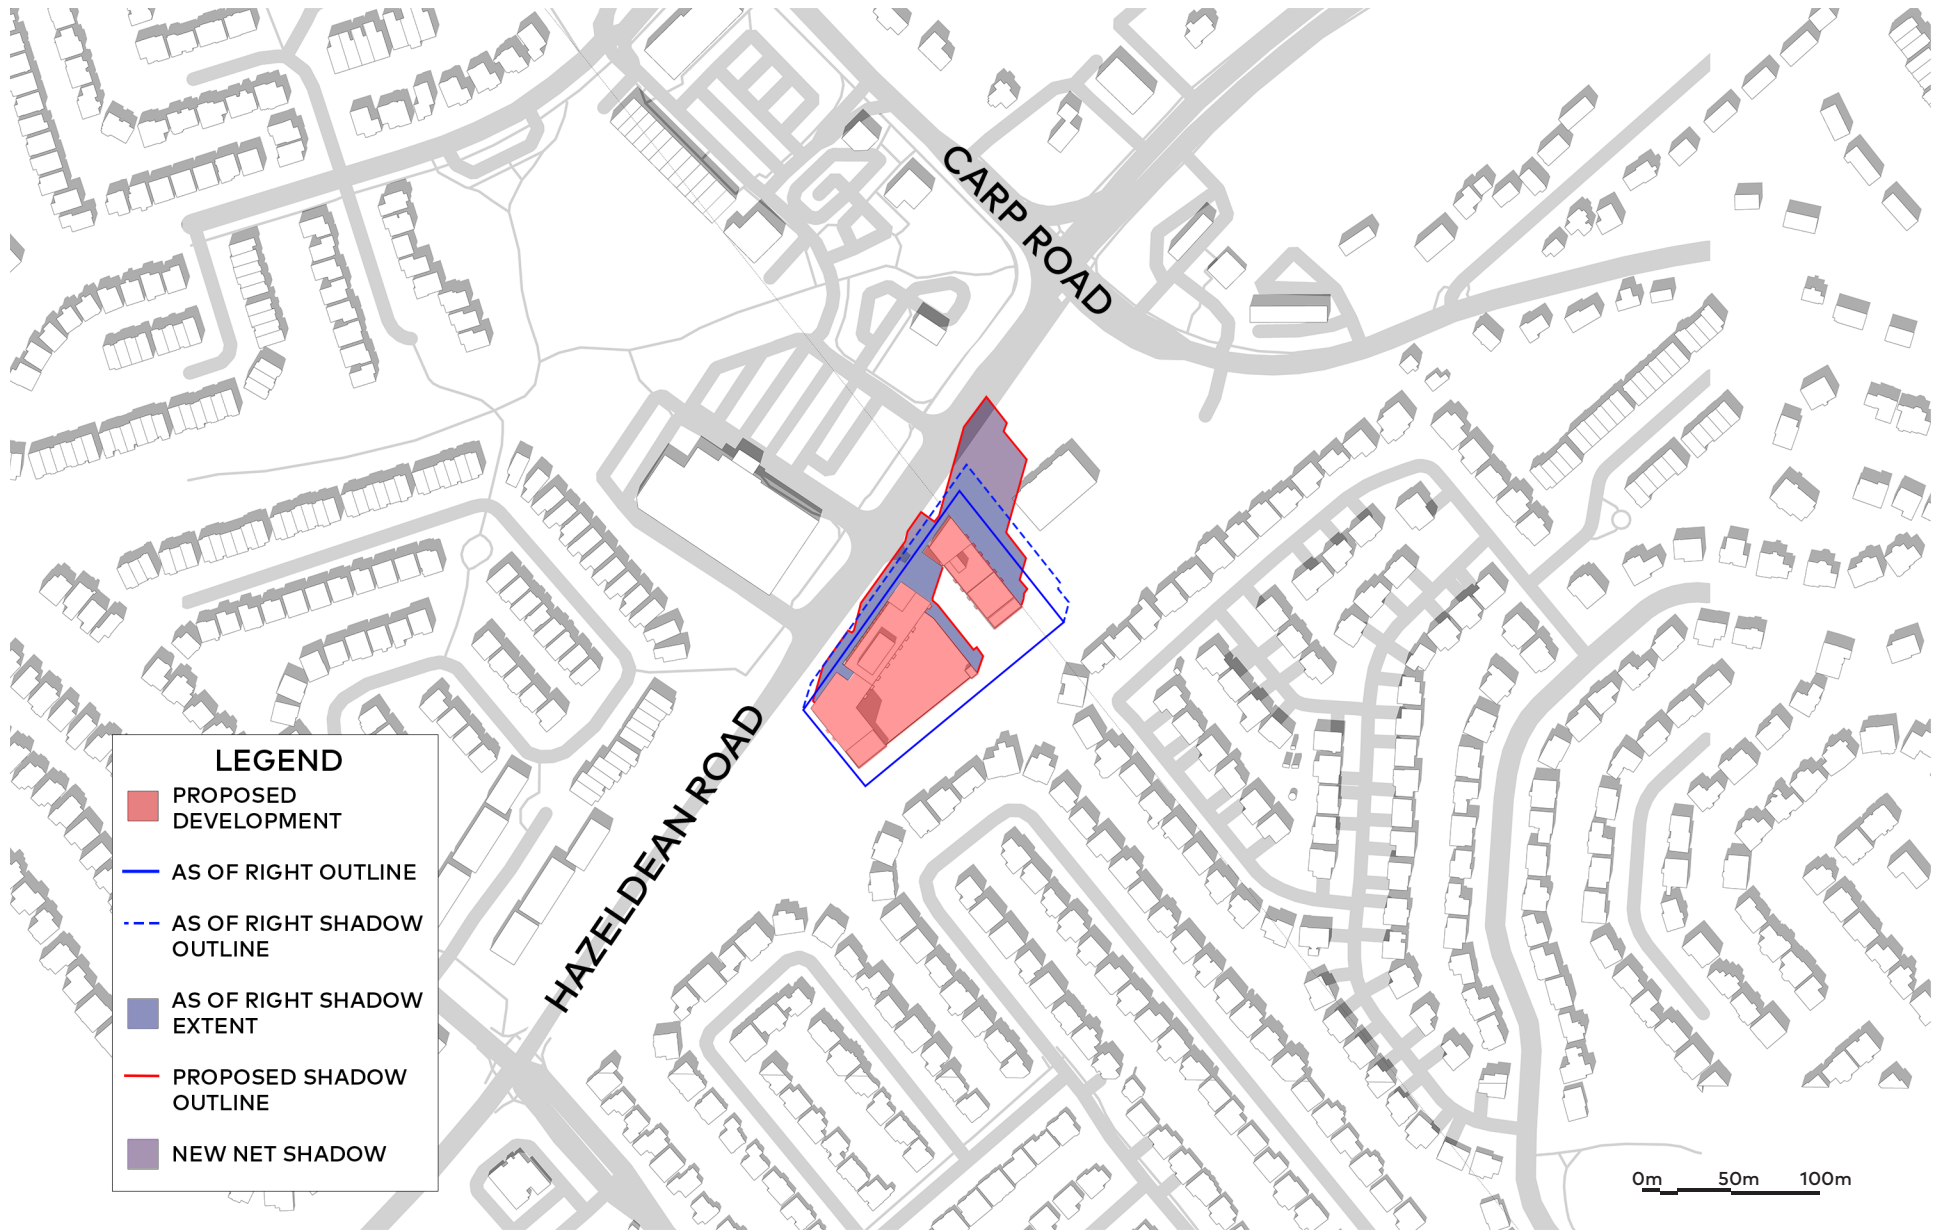 CARP ROAD
HAZELDEAN ROAD
LEGEND
PROPOSED
DEVELOPMENT
AS OF RIGHT OUTLINE
AS OF RIGHT SHADOW
OUTLINE
AS OF RIGHT SHADOW
EXTENT
PROPOSED SHADOW
OUTLINE
NEW NET SHADOW
0m 50m 100m